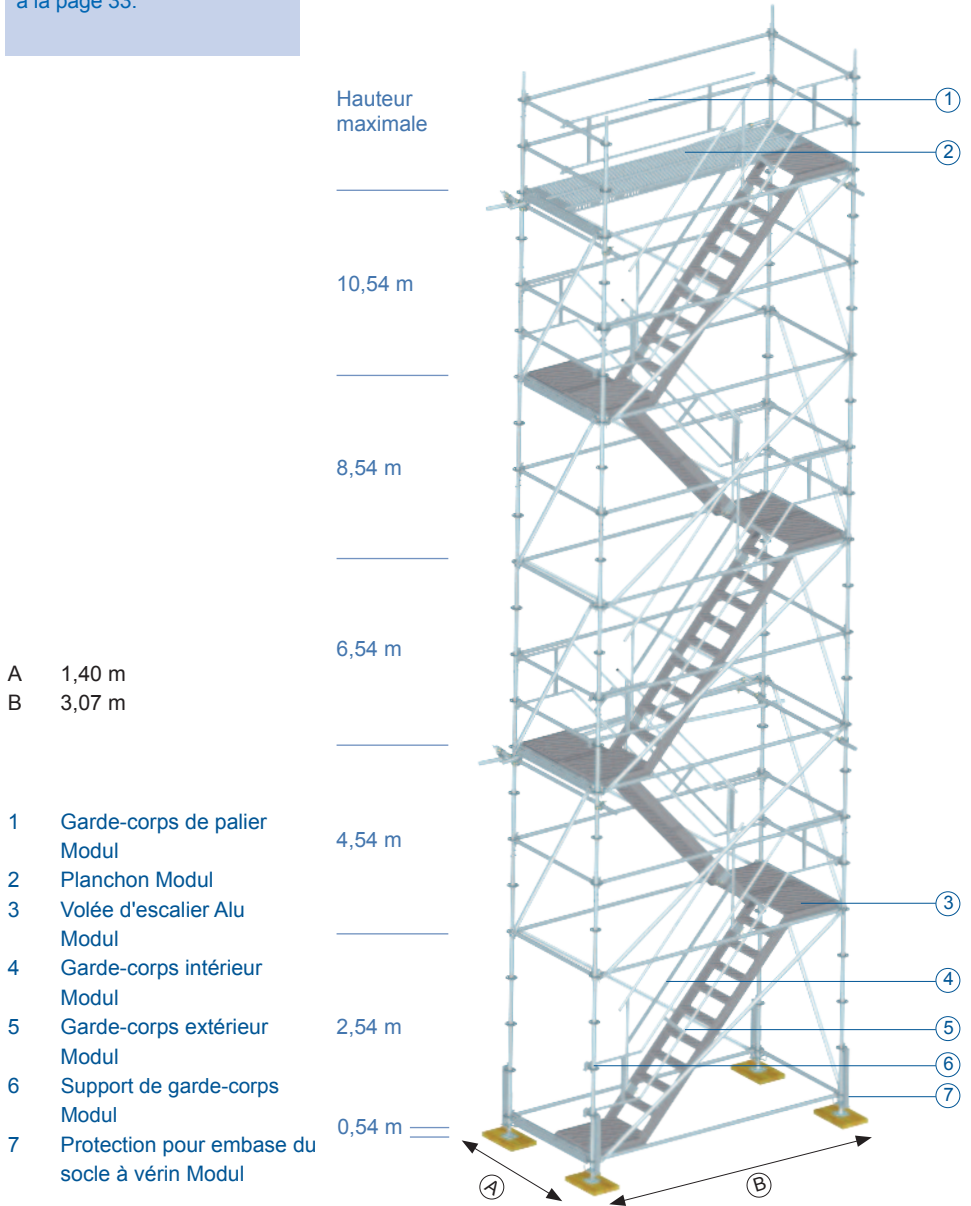 à la page 33.
Hauteur
maximale
10,54 m
8,54 m
6,54 m
4,54 m
2,54 m
0,54 m
A 1,40 m
B 3,07 m
1 Garde-corps de palier
Modul
2 Planchon Modul
3 Volée d'escalier Alu
Modul
4 Garde-corps intérieur
Modul
5 Garde-corps extérieur
Modul
6 Support de garde-corps
Modul
7 Protection pour embase du
socle à vérin Modul
1
2
3
4
5
6
7
A
B